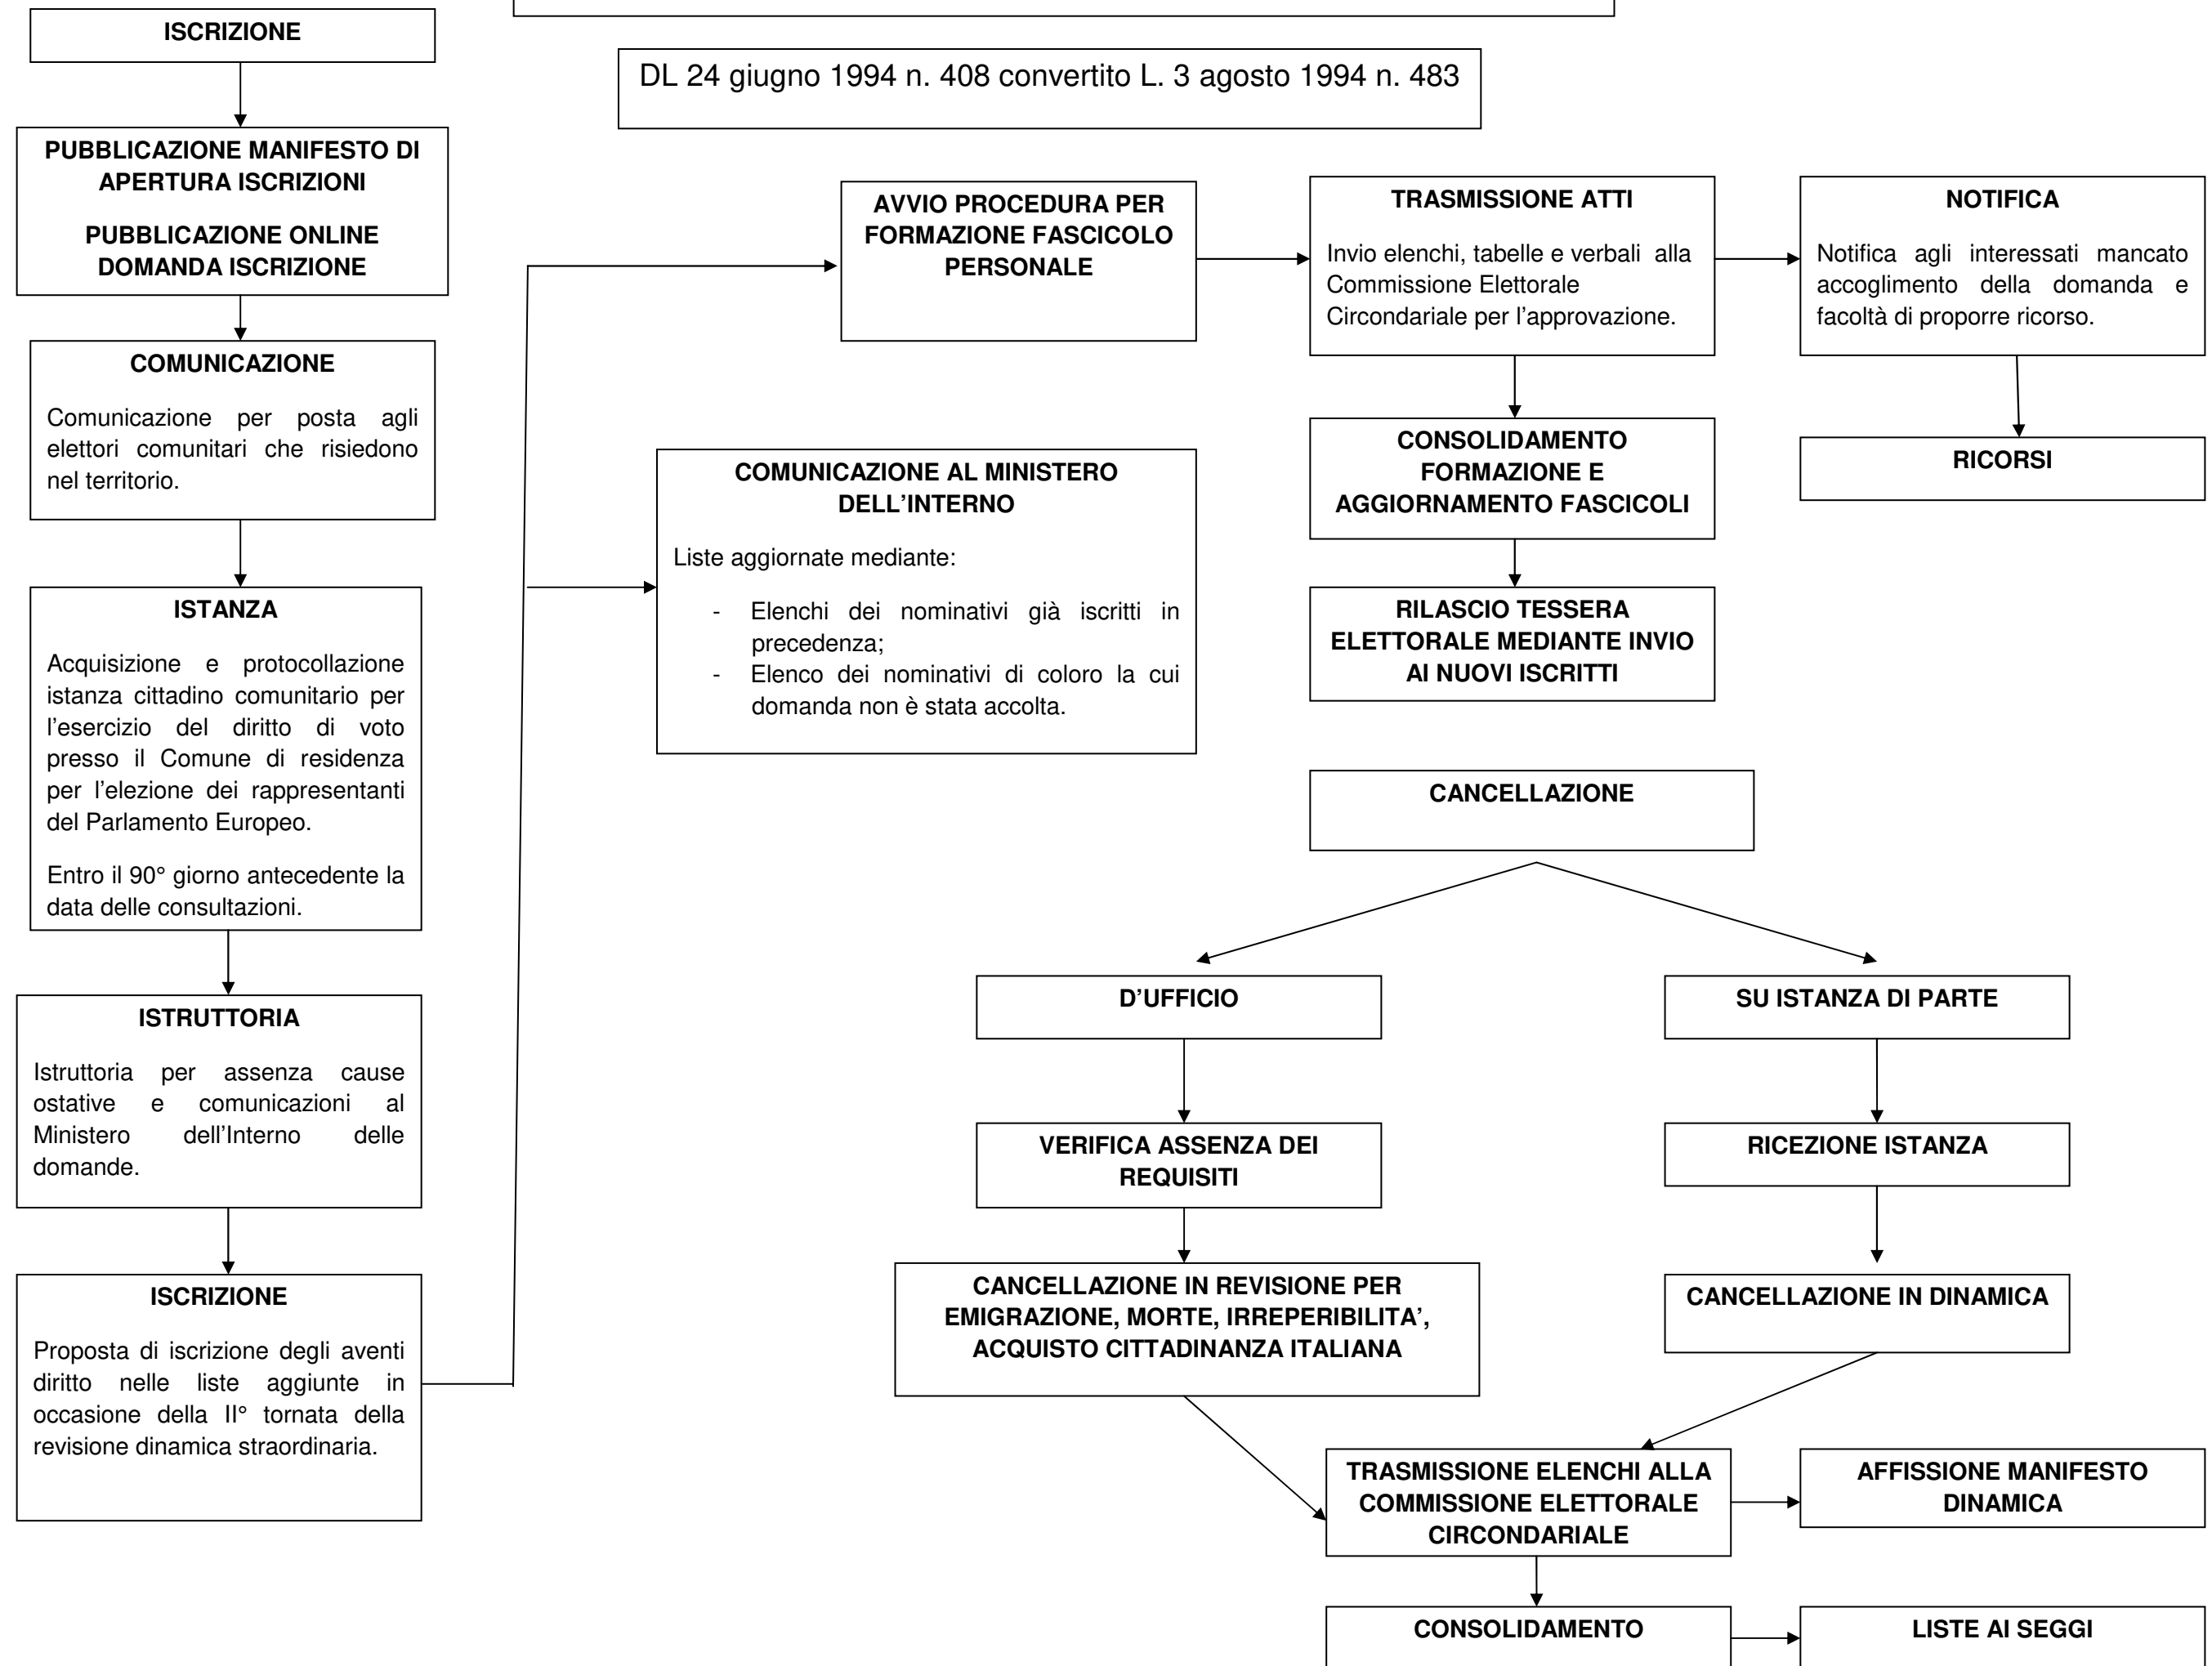 ISCRIZIONE
DL 24 giugno 1994 n. 408 convertito L. 3 agosto 1994 n. 483
PUBBLICAZIONE MANIFESTO DI
APERTURA ISCRIZIONI
PUBBLICAZIONE ONLINE
DOMANDA ISCRIZIONE
COMUNICAZIONE
Comunicazione per posta agli
elettori comunitari che risiedono
nel territorio.
ISTANZA
Acquisizione e protocollazione
istanza cittadino comunitario per
l'esercizio del diritto di voto
presso il Comune di residenza
per l'elezione dei rappresentanti
del Parlamento Europeo.
Entro il 90° giorno antecedente la
data delle consultazioni.
ISTRUTTORIA
Istruttoria per assenza cause
ostative e comunicazioni al
Ministero dell'Interno delle
domande.
ISCRIZIONE
Proposta di iscrizione degli aventi
diritto nelle liste aggiunte in
occasione della II° tornata della
revisione dinamica straordinaria.
AVVIO PROCEDURA PER
FORMAZIONE FASCICOLO
PERSONALE
TRASMISSIONE ATTI
Invio elenchi, tabelle e verbali alla
Commissione Elettorale
Circondariale per l'approvazione.
NOTIFICA
Notifica agli interessati mancato
accoglimento della domanda e
facoltà di proporre ricorso.
RICORSI
CONSOLIDAMENTO
FORMAZIONE E
AGGIORNAMENTO FASCICOLI
RILASCIO TESSERA
ELETTORALE MEDIANTE INVIO
AI NUOVI ISCRITTI
COMUNICAZIONE AL MINISTERO
DELL'INTERNO
Liste aggiornate mediante:
- Elenchi dei nominativi già iscritti in
precedenza;
- Elenco dei nominativi di coloro la cui
domanda non è stata accolta.
CANCELLAZIONE
D'UFFICIO
SU ISTANZA DI PARTE
VERIFICA ASSENZA DEI
REQUISITI
RICEZIONE ISTANZA
CANCELLAZIONE IN REVISIONE PER
EMIGRAZIONE, MORTE, IRREPERIBILITA',
ACQUISTO CITTADINANZA ITALIANA
CANCELLAZIONE IN DINAMICA
TRASMISSIONE ELENCHI ALLA
COMMISSIONE ELETTORALE
CIRCONDARIALE
AFFISSIONE MANIFESTO
DINAMICA
CONSOLIDAMENTO
LISTE AI SEGGI